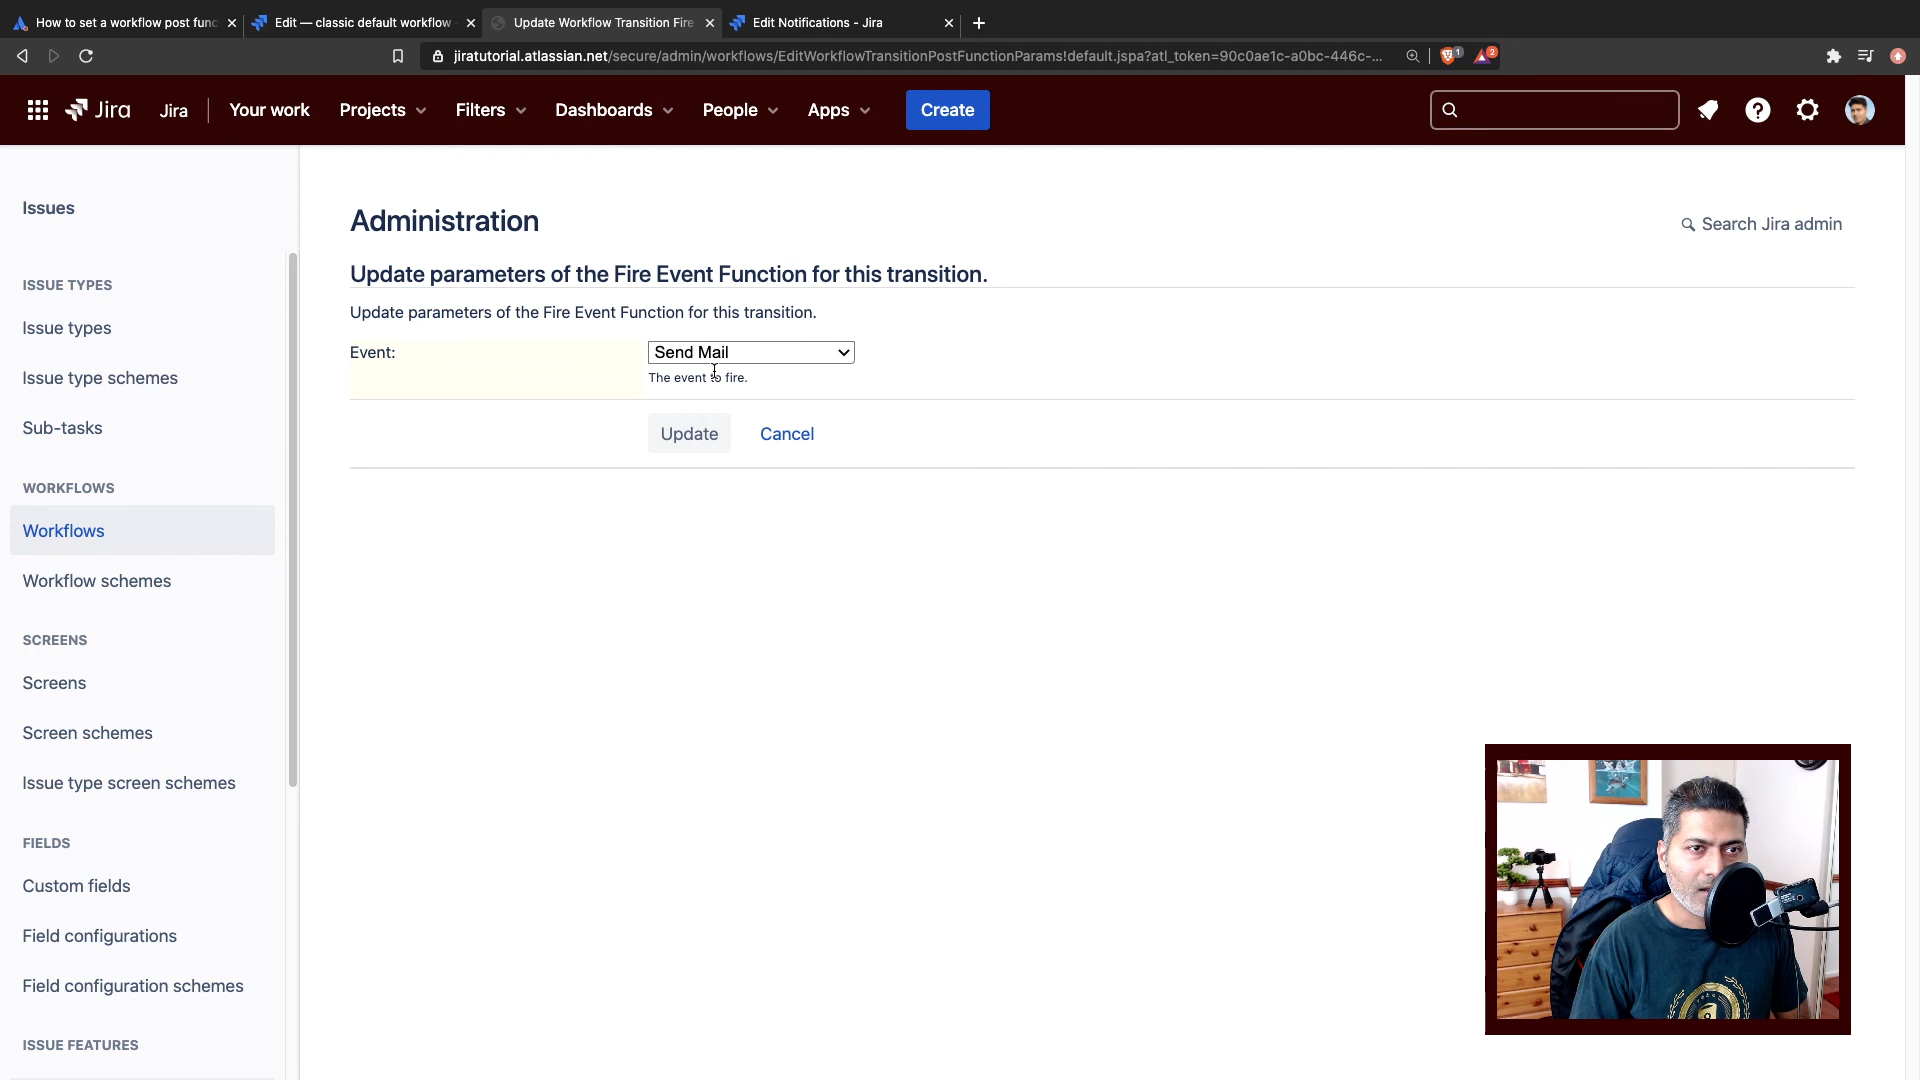 How to set a workflow post func
Edit — classic default workflow
Update Workflow Transition Fire
Edit Notifications - Jira
jiratutorial.atlassian.net/secure/admin/workflows/EditWorkflowTransitionPostFunctionParams!default.jspa?atl_token=90c0ae1c-a0bc-446c-...
1
2
Jira
Jira
Your work
Projects
Filters
Dashboards
People
Apps
Create
Issues
Administration
Search Jira admin
Update parameters of the Fire Event Function for this transition.
Update parameters of the Fire Event Function for this transition.
Event:
Send Mail
The event to fire.
Update
Cancel
ISSUE TYPES
Issue types
Issue type schemes
Sub-tasks
WORKFLOWS
Workflows
Workflow schemes
SCREENS
Screens
Screen schemes
Issue type screen schemes
FIELDS
Custom fields
Field configurations
Field configuration schemes
ISSUE FEATURES